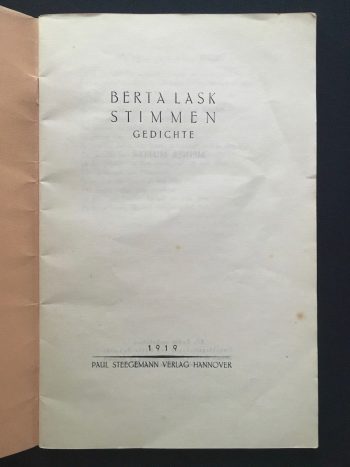 BERTA LASK
STIMMEN
GEDICHTE
1919
PAUL STEEGEMANN VERLAG HANNOVER